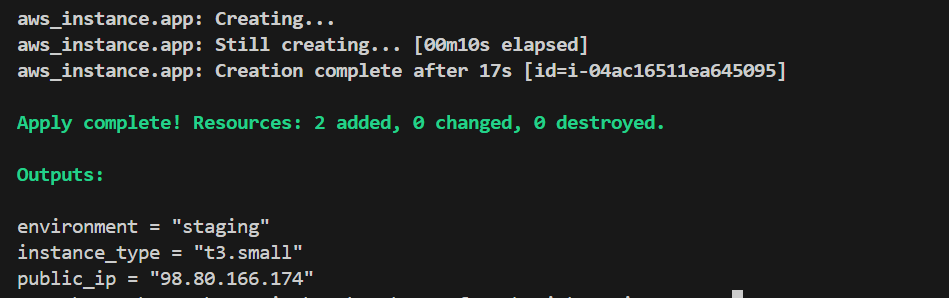 aws_instance.app: Creating...
aws_instance.app: Still creating... [00m10s elapsed]
aws_instance.app: Creation complete after 17s [id=i-04ac16511ea645095]
Apply complete! Resources: 2 added, 0 changed, 0 destroyed.
Outputs:
environment = "staging"
instance_type = "t3.small"
public_ip = "98.80.166.174"